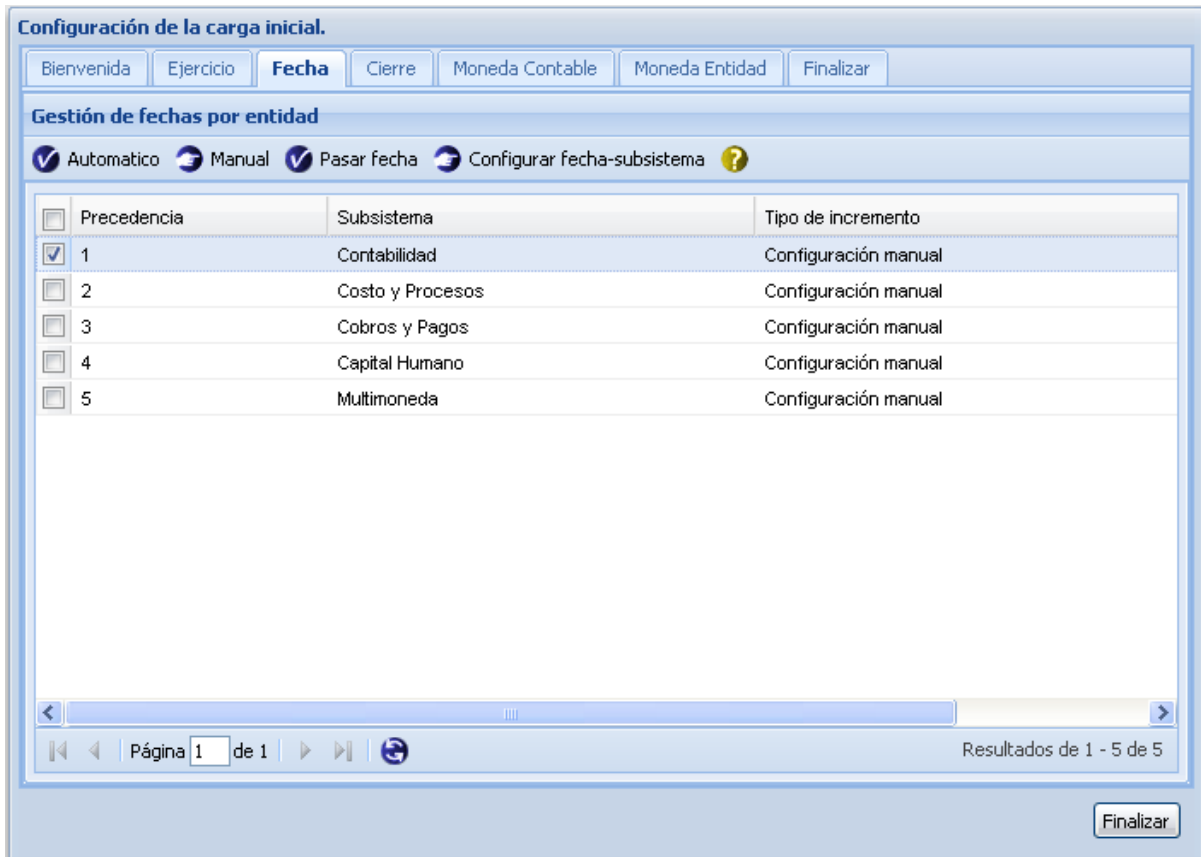 Configuración de la carga inicial.
Bienvenida Ejercicio Fecha Cierre Moneda Contable Moneda Entidad Finalizar
Gestión de fechas por entidad
Automatico Manual Pasar fecha Configurar fecha-subsistema ?
Precedencia Subsistema Tipo de incremento
1 Contabilidad Configuración manual
2 Costo y Procesos Configuración manual
3 Cobros y Pagos Configuración manual
4 Capital Humano Configuración manual
5 Multimoneda Configuración manual
Página 1 de 1 Resultados de 1 - 5 de 5
Finalizar